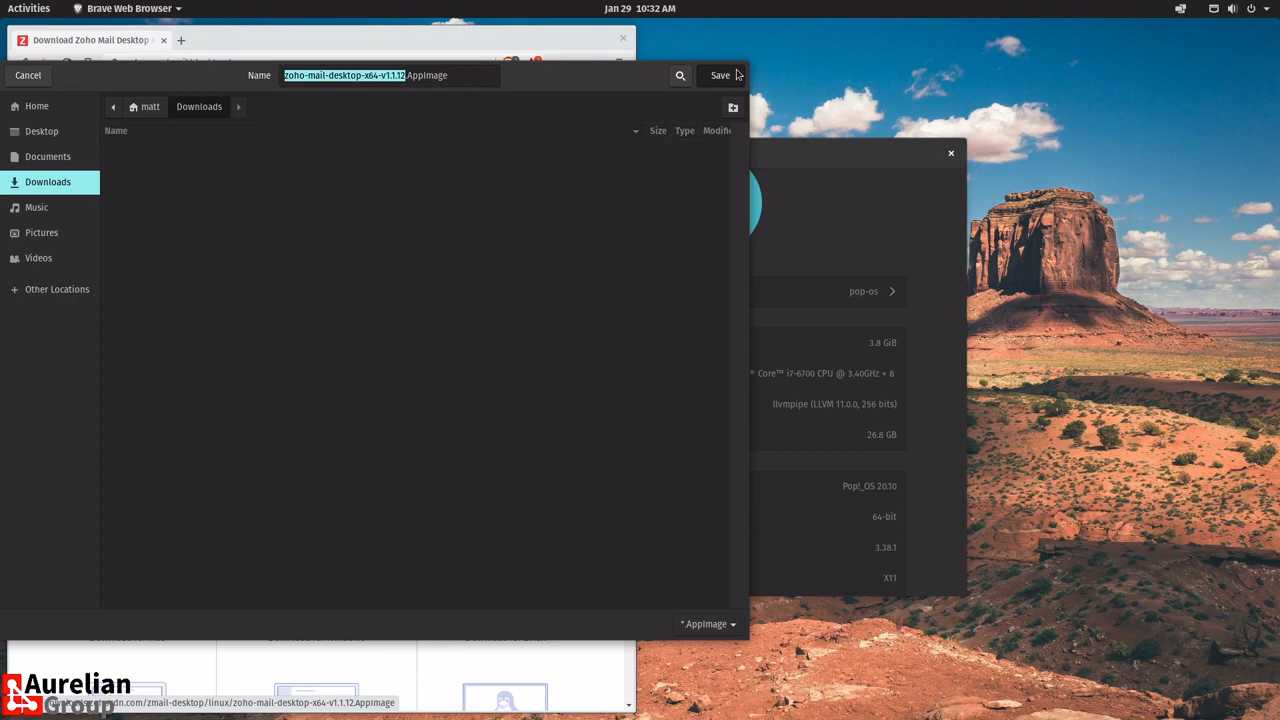 Activities
Brave Web Browser
Jan 29 10:32 AM
Download Zoho Mail Desktop
Cancel
Name
zoho-mail-desktop-x64-v1.1.12.AppImage
Save
Home
matt
Downloads
Desktop
Name
Size
Type
Modifi
Documents
Downloads
Music
Pictures
Videos
Other Locations
pop-os
3.8 GiB
Core™ i7-6700 CPU @ 3.40GHz × 8
llvmpipe (LLVM 11.0.0, 256 bits)
26.8 GB
Pop!_OS 20.10
64-bit
3.38.1
X11
*.AppImage
Aurelian
Group
dn.com/zmail-desktop/linux/zoho-mail-desktop-x64-v1.1.12.AppImage